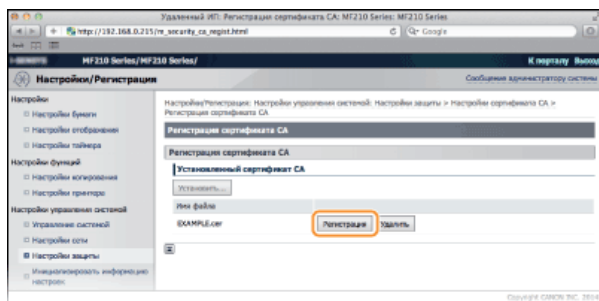 Удаленный ИП: Регистрация сертификата CA: MF210 Series: MF210 Series
http://192.168.0.215/m_security_ca_regist.html
Google
MF210 Series/MF210 Series/
К порталу
Настройки/Регистрация
Сообщение администратору системы
Настройки
Настройки бумаги
Настройки отображения
Настройки таймера
Настройки функций
Настройки копирования
Настройки принтера
Настройки управления системой
Управление системой
Настройки сети
Настройки защиты
Инициализировать информацию настроек
Настройки/Регистрация: Настройки управления системой: Настройки защиты > Настройки сертификата CA >
Регистрация сертификата CA
Регистрация сертификата CA
Регистрация сертификата CA
Установленный сертификат CA
Установить...
Имя файла
EXAMPLE.cer
Регистрация
Удалить
Copyright CANON INC. 2014